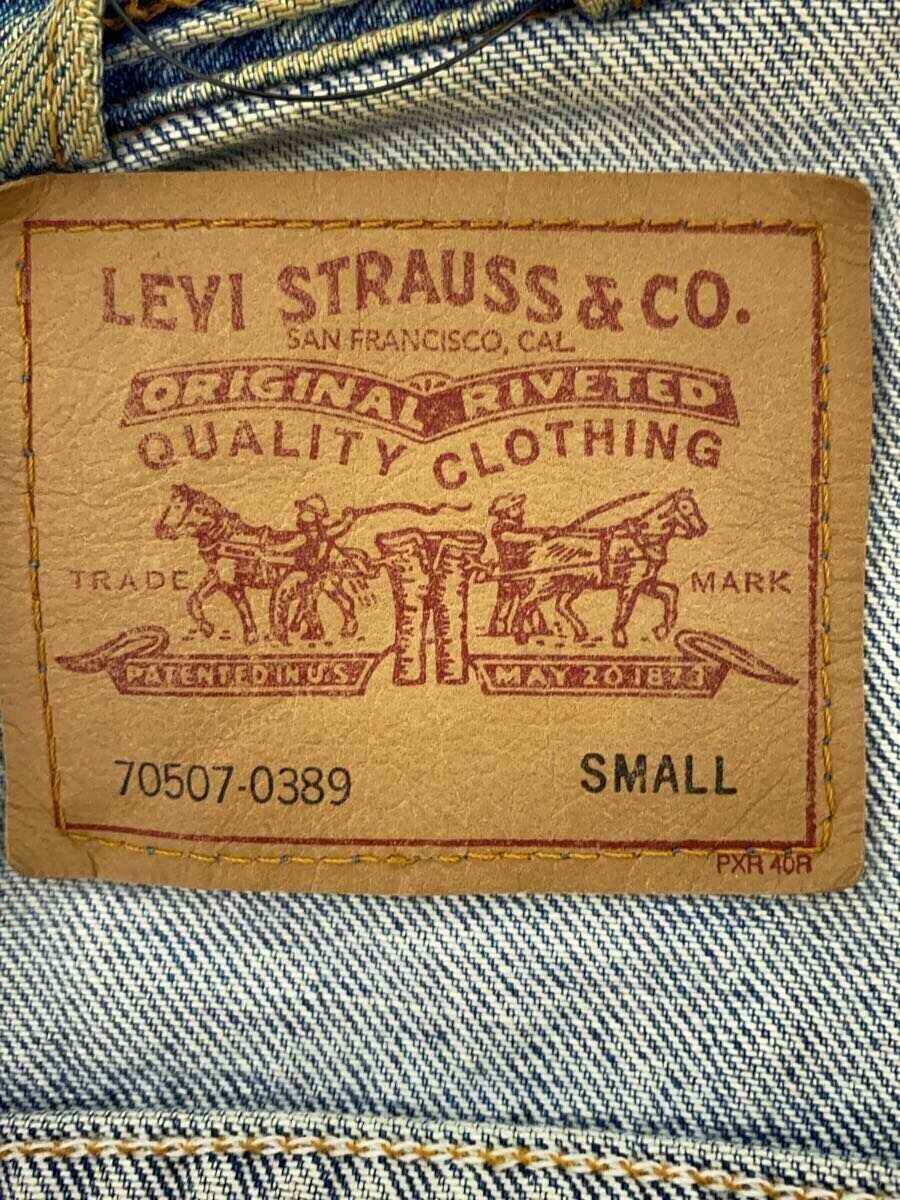 LEVI STRAUSS & CO.
SAN FRANCISCO, CAL.
ORIGINAL RIVETED
QUALITY CLOTHING
TRADE MARK
PATENTED IN U.S. MAY 20 1873
70507-0389 SMALL
PXR 40R